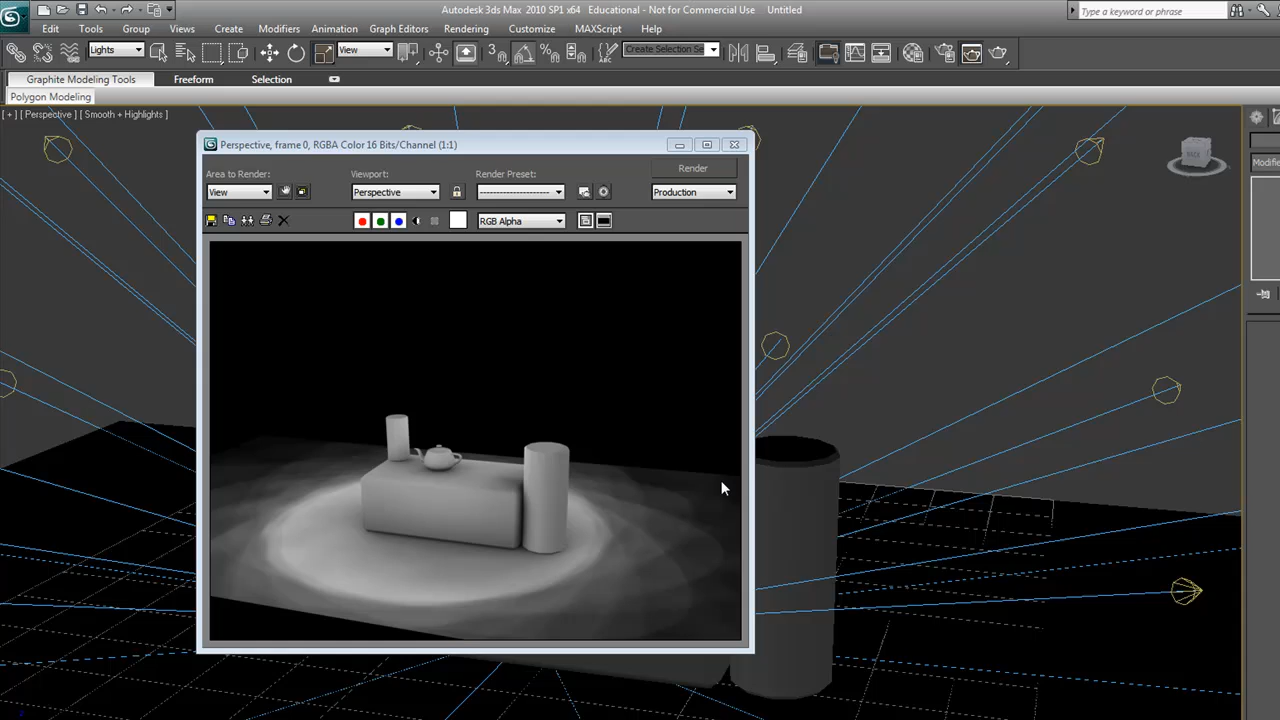 Autodesk 3ds Max 2010 SP1 x64 Educational - Not for Commercial Use Untitled
Type a keyword or phrase
Edit Tools Group Views Create Modifiers Animation Graph Editors Rendering Customize MAXScript Help
Lights View 3 Create Selection Se
Graphite Modeling Tools Freeform Selection
Polygon Modeling
[ + ] [ Perspective ] [ Smooth + Highlights ]
Perspective, frame 0, RGBA Color 16 Bits/Channel (1:1)
Area to Render: Viewport: Render Preset: Render
View Perspective -------------------- Production
RGB Alpha
BACK
Modifie